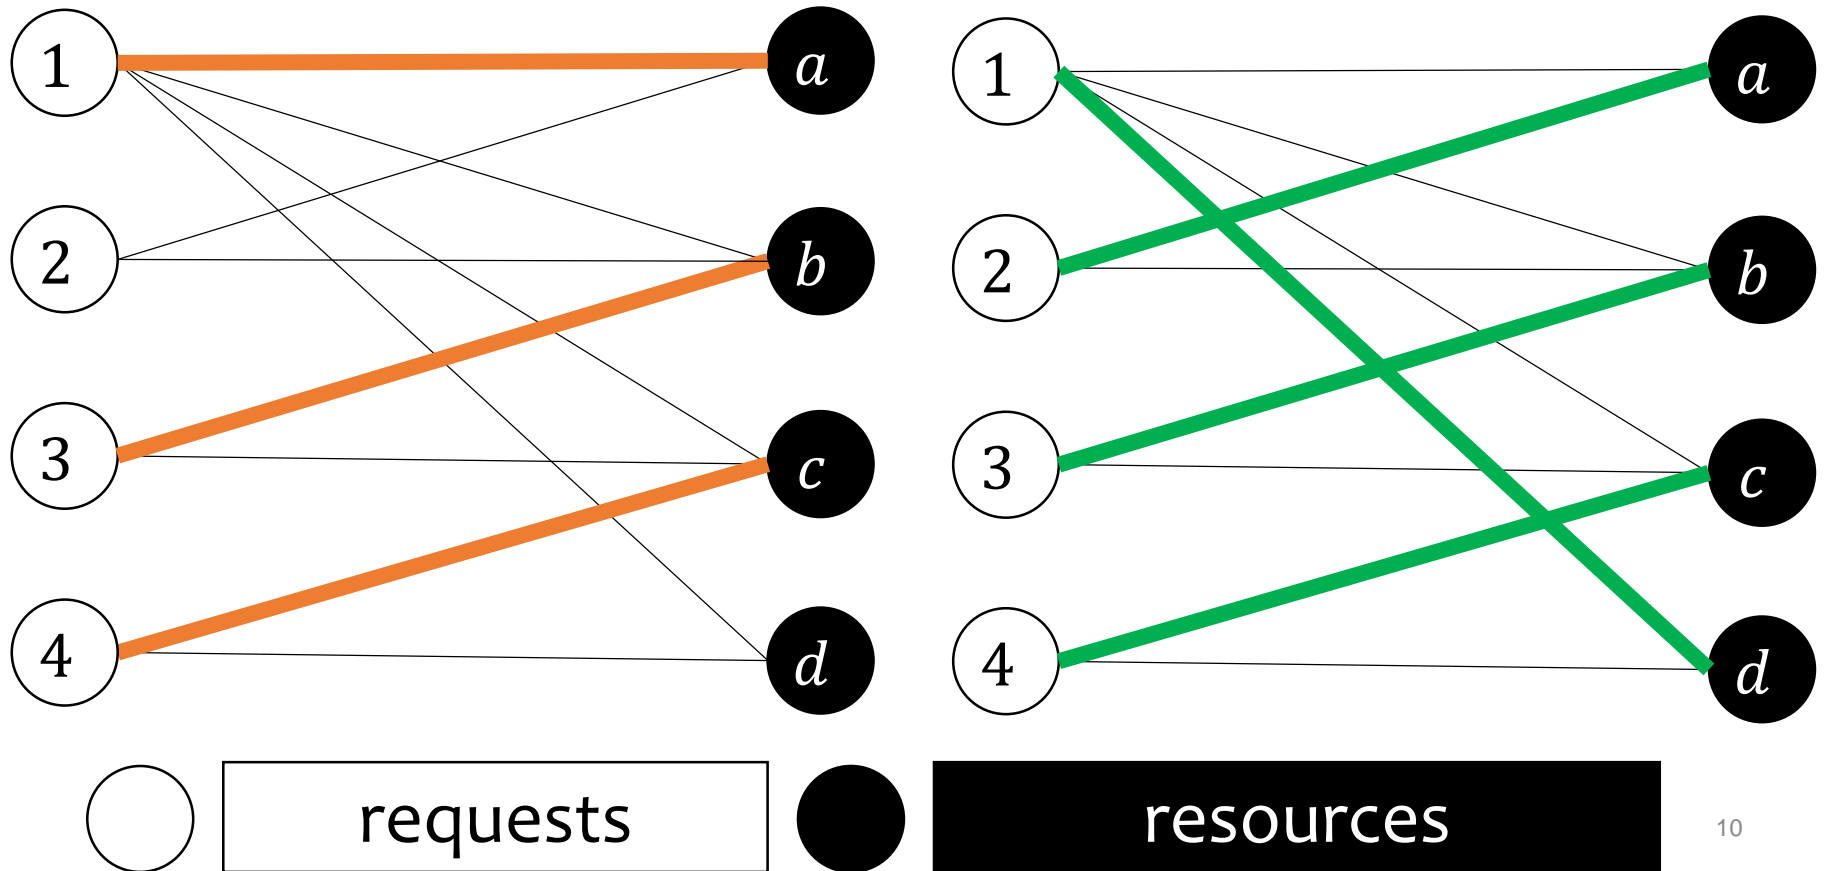 1 a 1 a
2 b 2 b
3 c 3 c
4 d 4 d
requests resources 10